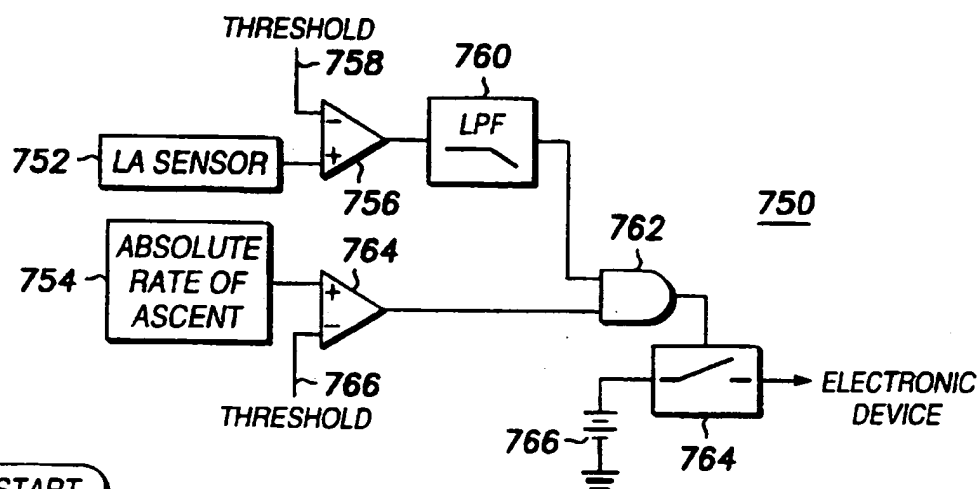 THRESHOLD
758
760
LPF
752
LA SENSOR
756
750
762
754
ABSOLUTE
RATE OF
ASCENT
764
766
THRESHOLD
ELECTRONIC
DEVICE
766
764
START